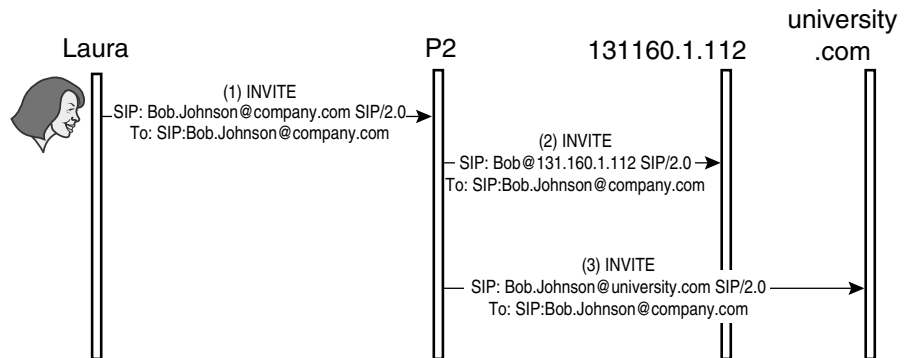 Laura
P2
131160.1.112
university
.com
(1) INVITE
SIP: Bob.Johnson@company.com SIP/2.0
To: SIP:Bob.Johnson@company.com
(2) INVITE
SIP: Bob@131.160.1.112 SIP/2.0
To: SIP:Bob.Johnson@company.com
(3) INVITE
SIP: Bob.Johnson@university.com SIP/2.0
To: SIP:Bob.Johnson@company.com